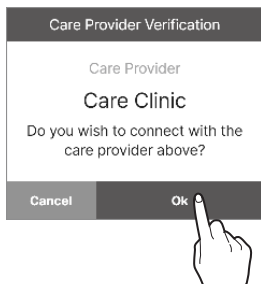 Care Provider Verification
Care Provider
Care Clinic
Do you wish to connect with the
care provider above?
Cancel Ok